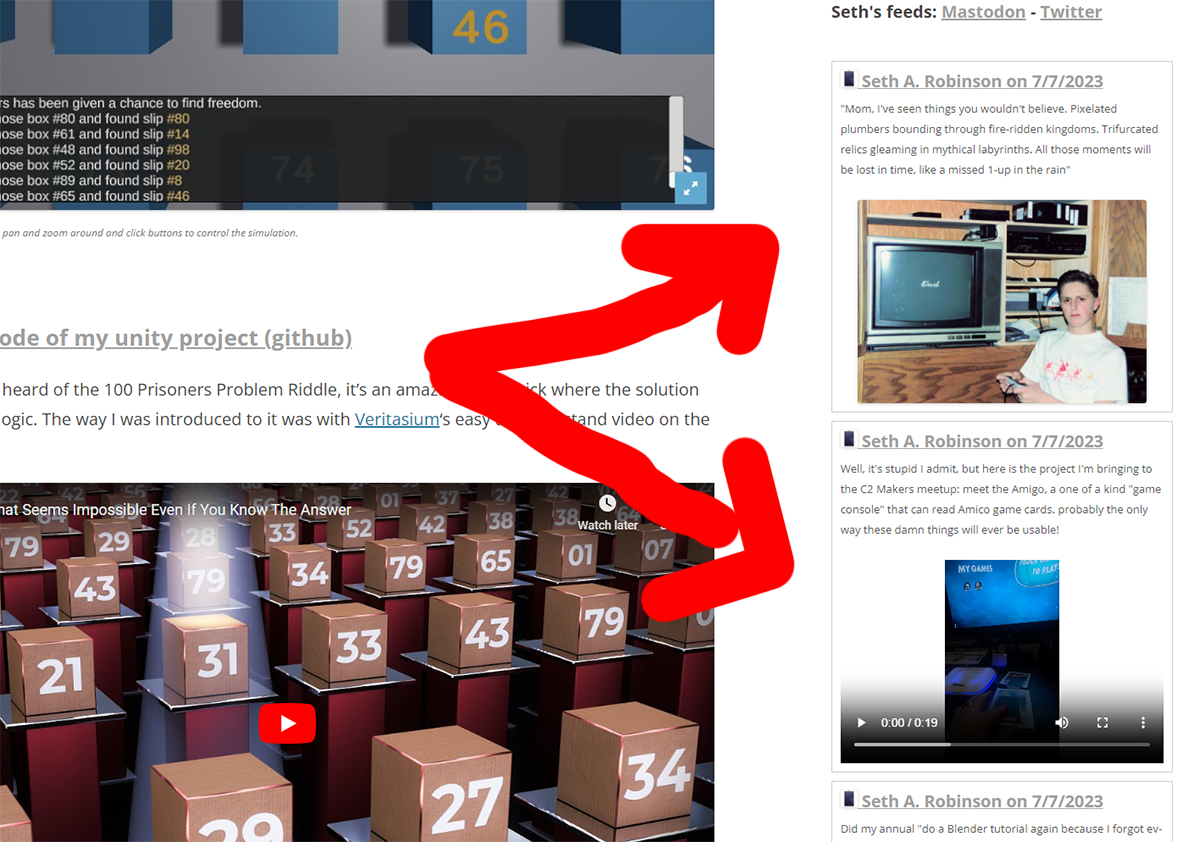 46
rs has been given a chance to find freedom.
ose box #80 and found slip #80
ose box #61 and found slip #14
ose box #48 and found slip #98
ose box #52 and found slip #20
ose box #89 and found slip #8
ose box #65 and found slip #46
74 75 76
pan and zoom around and click buttons to control the simulation.
ode of my unity project (github)
heard of the 100 Prisoners Problem Riddle, it's an ick where the solution
ogic. The way I was introduced to it was with Veritasium's easy video on the
hat Seems Impossible Even If You Know The Answer
Watch later
28 33 52 42 38 38
79 29 28 33 52 42 38 38
43 79 34 79 65 01 07
21 31 33 43 79
29 27 34
Seth's feeds: Mastodon - Twitter
Seth A. Robinson on 7/7/2023
"Mom, I've seen things you wouldn't believe. Pixelated
plumbers bounding through fire-ridden kingdoms. Trifurcated
relics gleaming in mythical labyrinths. All those moments will
be lost in time, like a missed 1-up in the rain"
End
Seth A. Robinson on 7/7/2023
Well, it's stupid I admit, but here is the project I'm bringing to
the C2 Makers meetup: meet the Amigo, a one of a kind "game
console" that can read Amico game cards. probably the only
way these damn things will ever be usable!
MY GAMES
TO PLAY
0:00 / 0:19
Seth A. Robinson on 7/7/2023
Did my annual "do a Blender tutorial again because I forgot ev-